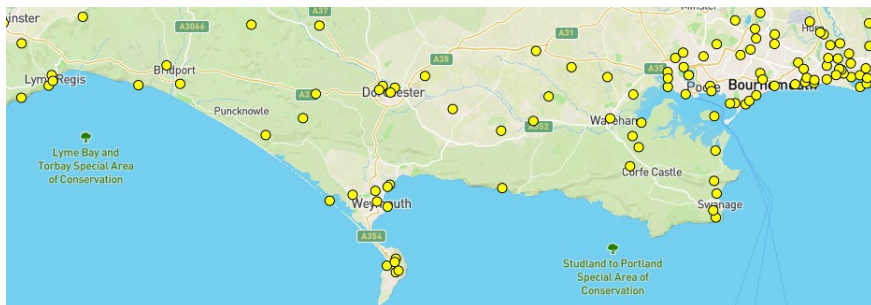 A37
Minster
A3066
A31
A35
Lyme Regis
Bridport
Dorchester
Poole
Bournemouth
Puncknowle
A352
Wareham
Lyme Bay and
Torbay Special Area
of Conservation
Corfe Castle
Weymouth
Swanage
A354
Studland to Portland
Special Area of
Conservation